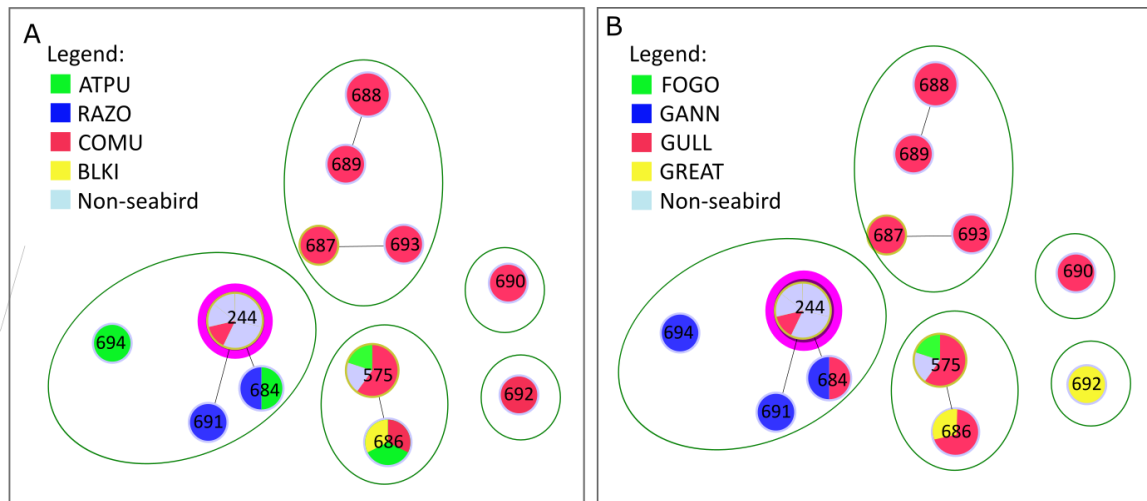 A
Legend:
ATPU
RAZO
COMU
BLKI
Non-seabird
688
689
687
693
690
244
694
575
684
692
691
686
B
Legend:
FOGO
GANN
GULL
GREAT
Non-seabird
688
689
687
693
690
244
694
575
684
692
691
686